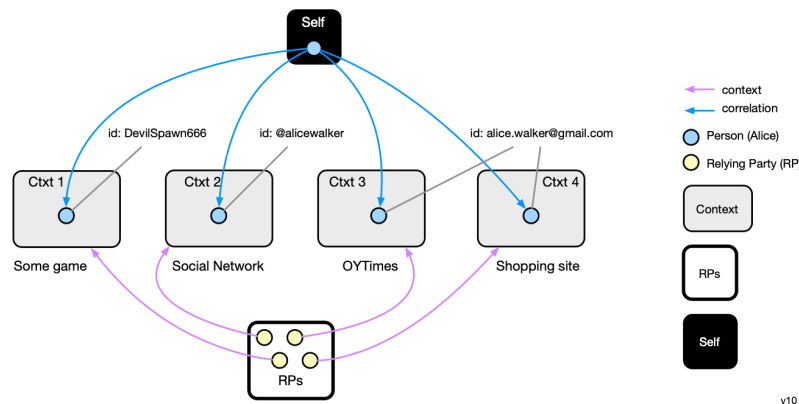 Self
context
correlation
id: DevilSpawn666
id: @alicewalker
id: alice.walker@gmail.com
Person (Alice)
Relying Party (RP
Ctxt 1
Ctxt 2
Ctxt 3
Ctxt 4
Context
Some game
Social Network
OYTimes
Shopping site
RPs
Self
RPs
v10